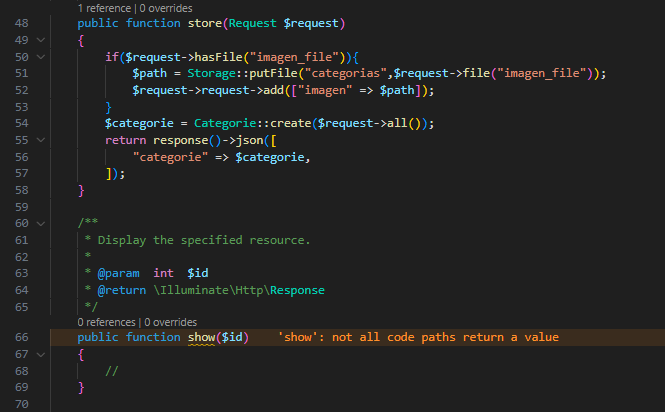 1 reference | 0 overrides
48 public function store(Request $request)
49 {
50 if($request->hasFile("imagen_file")){
51 $path = Storage::putFile("categorias",$request->file("imagen_file"));
52 $request->request->add(["imagen" => $path]);
53 }
54 $categorie = Categorie::create($request->all());
55 return response()->json([
56 "categorie" => $categorie,
57 ]);
58 }
59
60 /**
61 * Display the specified resource.
62 *
63 * @param  int  $id
64 * @return \Illuminate\Http\Response
65 */
0 references | 0 overrides
66 public function show($id) 'show': not all code paths return a value
67 {
68 //
69 }
70